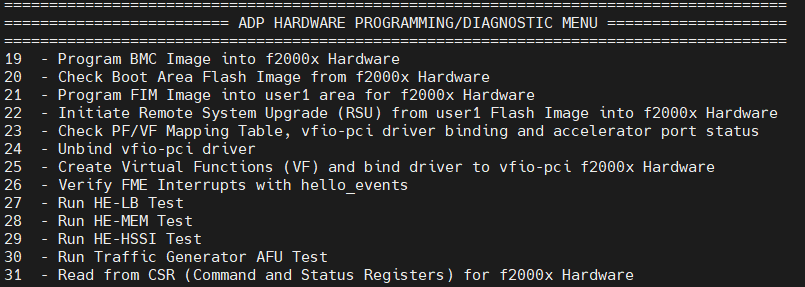 =======================================================================================
========================= ADP HARDWARE PROGRAMMING/DIAGNOSTIC MENU ====================
=======================================================================================
19  - Program BMC Image into f2000x Hardware
20  - Check Boot Area Flash Image from f2000x Hardware
21  - Program FIM Image into user1 area for f2000x Hardware
22  - Initiate Remote System Upgrade (RSU) from user1 Flash Image into f2000x Hardware
23  - Check PF/VF Mapping Table, vfio-pci driver binding and accelerator port status
24  - Unbind vfio-pci driver
25  - Create Virtual Functions (VF) and bind driver to vfio-pci f2000x Hardware
26  - Verify FME Interrupts with hello_events
27  - Run HE-LB Test
28  - Run HE-MEM Test
29  - Run HE-HSSI Test
30  - Run Traffic Generator AFU Test
31  - Read from CSR (Command and Status Registers) for f2000x Hardware